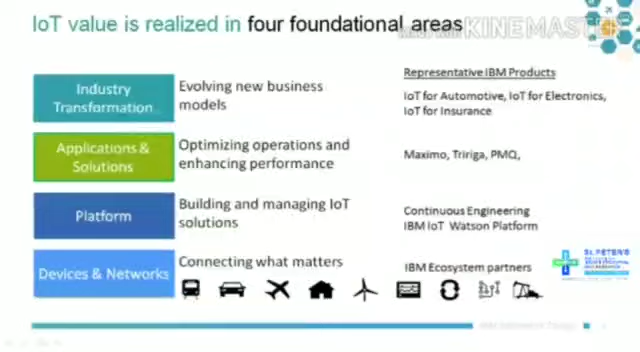 IoT value is realized in four foundational areas
KINEMASTER
Representative IBM Products
Industry
Transformation
Evolving new business
models
IoT for Automotive, IoT for Electronics,
IoT for Insurance
Applications &
Solutions
Optimizing operations and
enhancing performance
Maximo, Tririga, PMQ,
Platform
Building and managing IoT
solutions
Continuous Engineering
IBM IoT Watson Platform
Devices & Networks
Connecting what matters
IBM Ecosystem partners
St. PETER'S